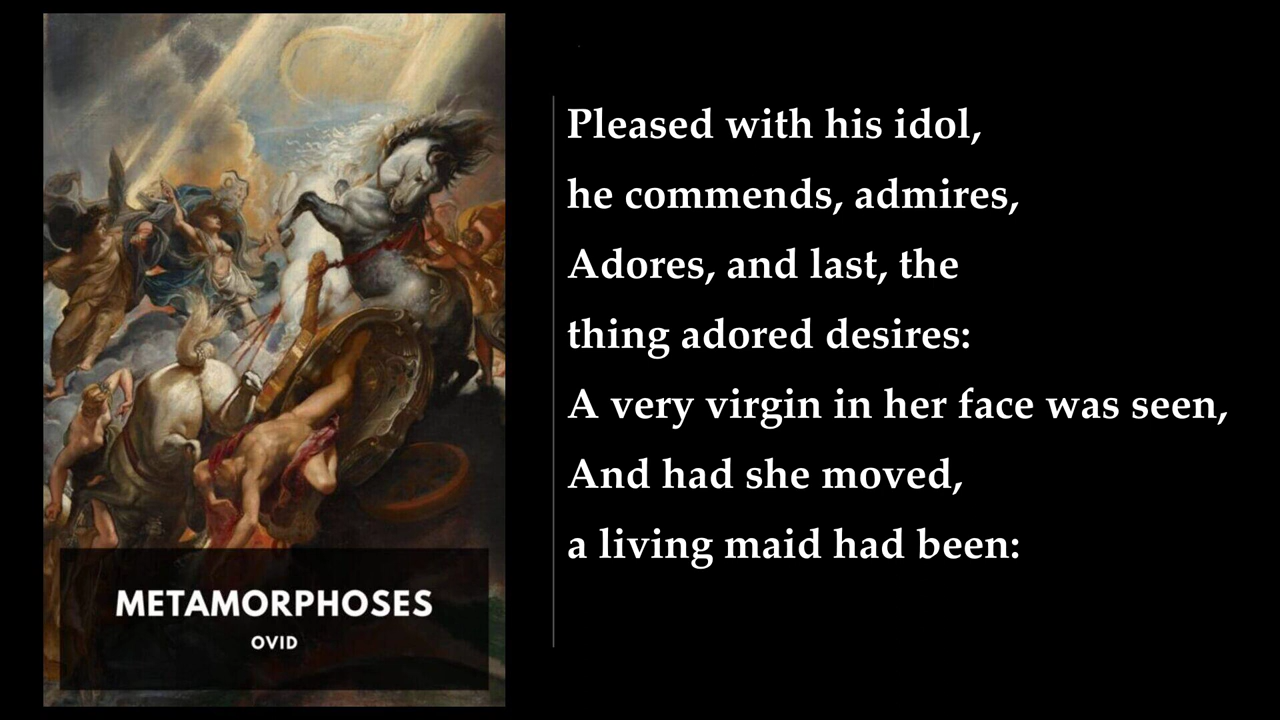 METAMORPHOSES
OVID
Pleased with his idol,
he commends, admires,
Adores, and last, the
thing adored desires:
A very virgin in her face was seen,
And had she moved,
a living maid had been: